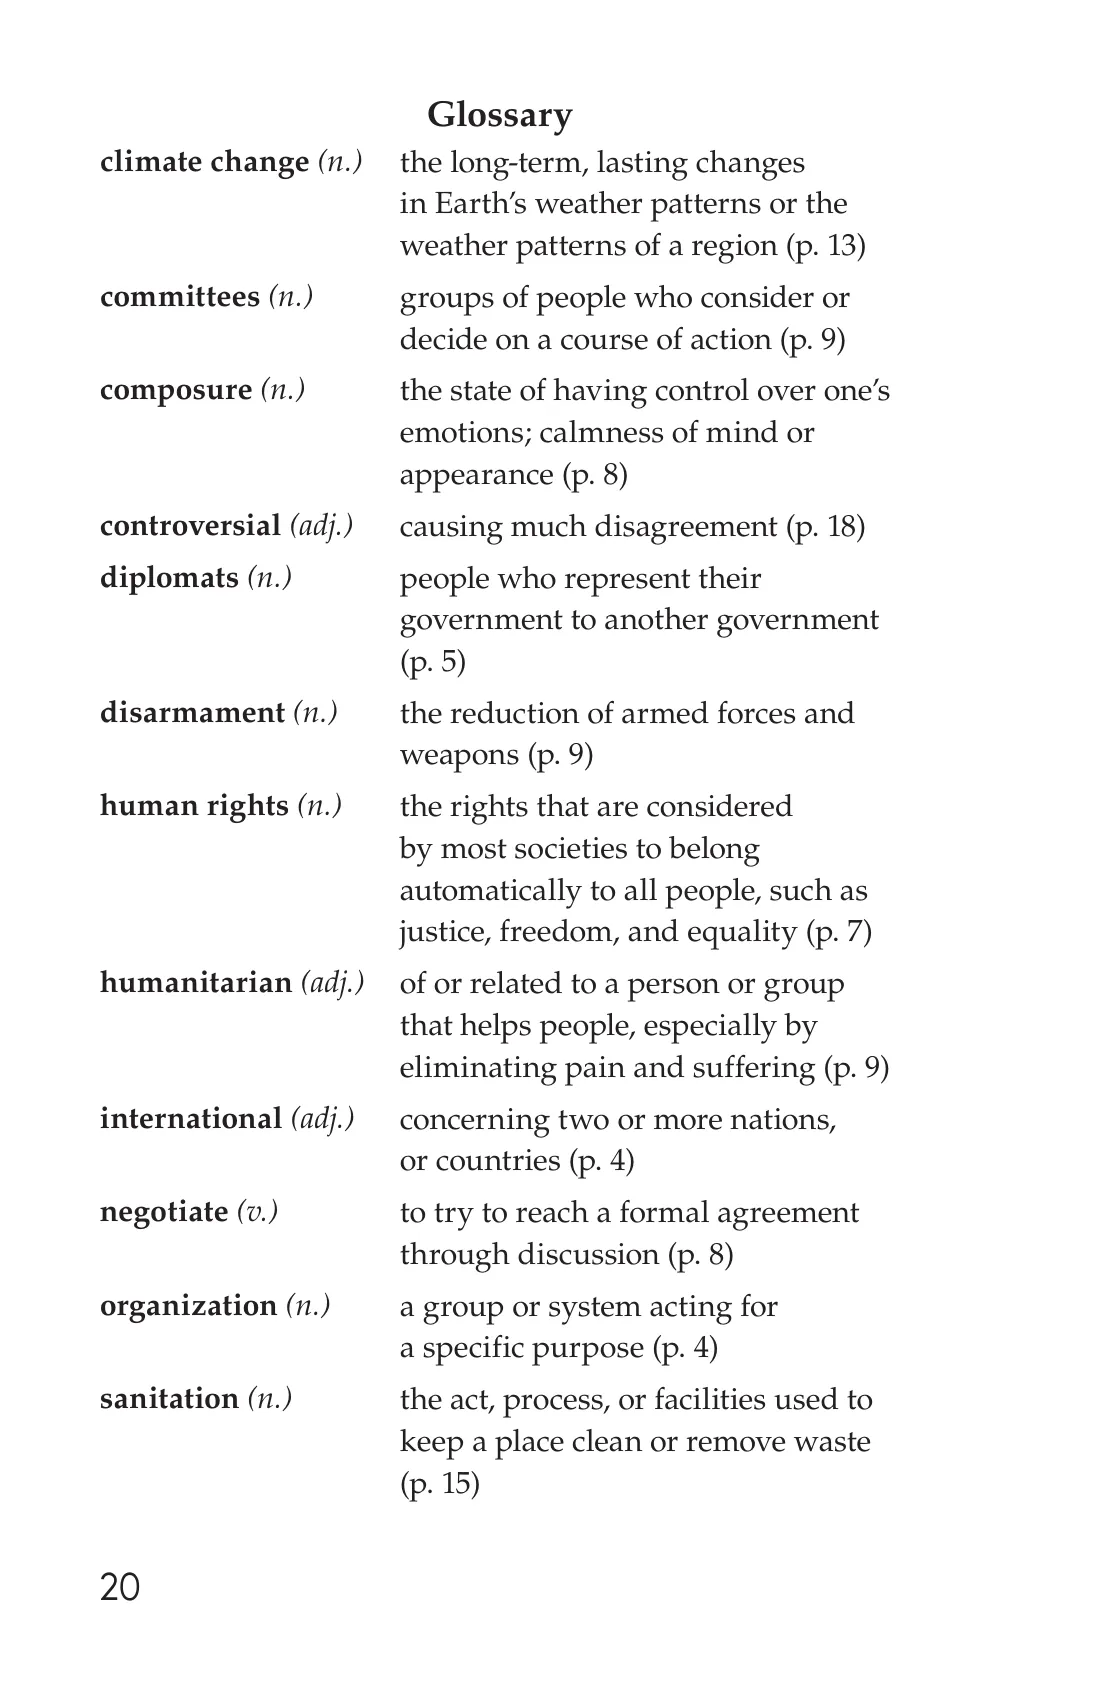 Glossary
climate change (n.) the long-term, lasting changes
in Earth’s weather patterns or the
weather patterns of a region (p. 13)
committees (n.) groups of people who consider or
decide on a course of action (p. 9)
composure (n.) the state of having control over one’s
emotions; calmness of mind or
appearance (p. 8)
controversial (adj.) causing much disagreement (p. 18)
diplomats (n.) people who represent their
government to another government
(p. 5)
disarmament (n.) the reduction of armed forces and
weapons (p. 9)
human rights (n.) the rights that are considered
by most societies to belong
automatically to all people, such as
justice, freedom, and equality (p. 7)
humanitarian (adj.) of or related to a person or group
that helps people, especially by
eliminating pain and suffering (p. 9)
international (adj.) concerning two or more nations,
or countries (p. 4)
negotiate (v.) to try to reach a formal agreement
through discussion (p. 8)
organization (n.) a group or system acting for
a specific purpose (p. 4)
sanitation (n.) the act, process, or facilities used to
keep a place clean or remove waste
(p. 15)
20